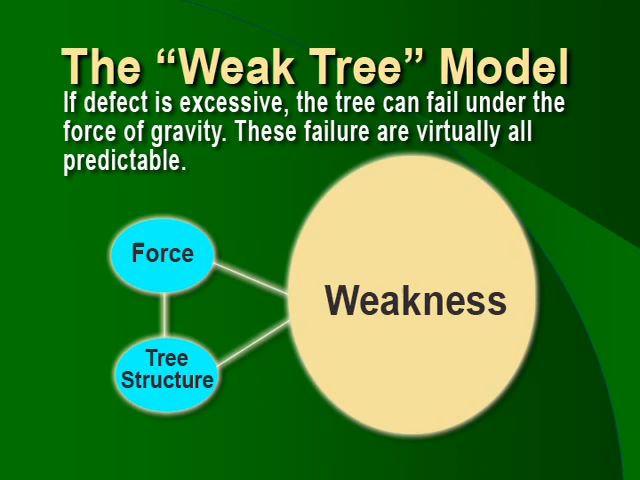 The “Weak Tree” Model
If defect is excessive, the tree can fail under the
force of gravity. These failure are virtually all
predictable.
Force
Weakness
Tree
Structure